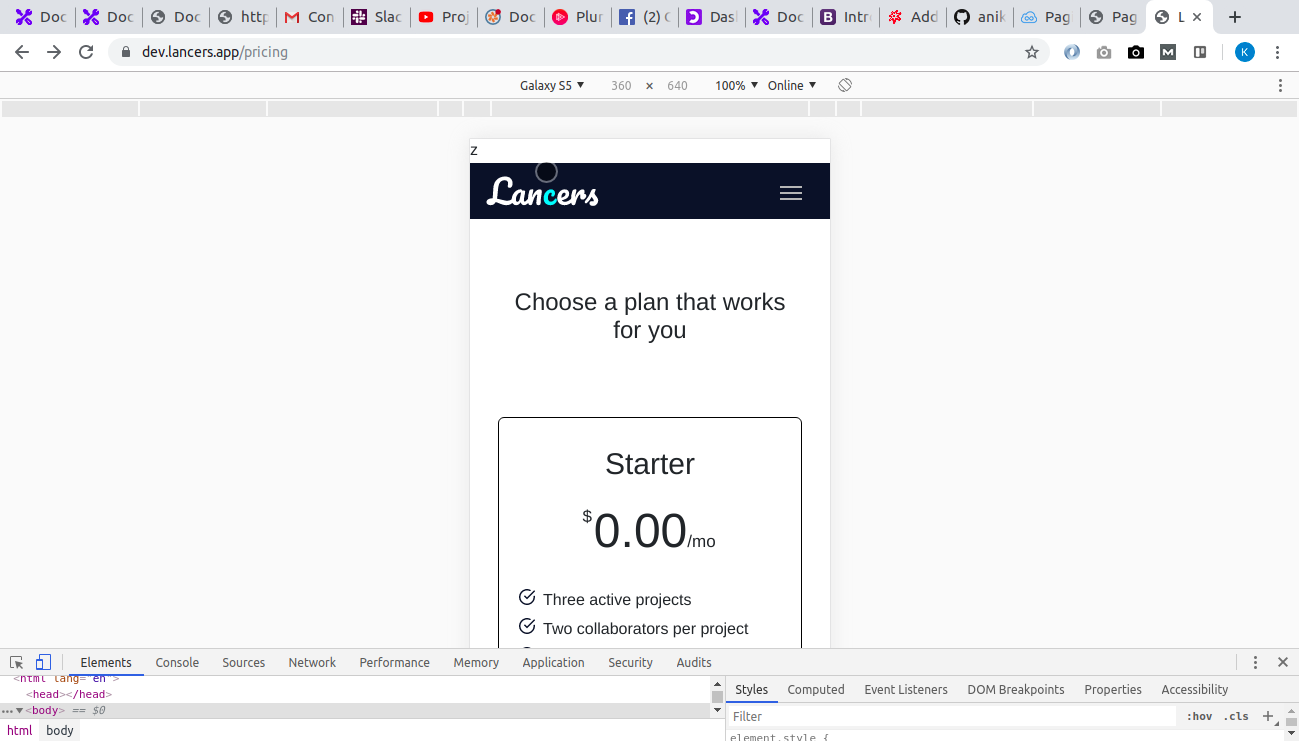 Doc Doc Doc http Con Slac Proj Doc Plur (2) Das Doc Intr Add anik Pag Pag L
dev.lancers.app/pricing K
Galaxy S5 360 × 640 100% Online
z
Lancers
Choose a plan that works
for you
Starter
$0.00/mo
Three active projects
Two collaborators per project
Elements Console Sources Network Performance Memory Application Security Audits
<html lang="en">
<head></head>
<body> == $0
html body
Styles Computed Event Listeners DOM Breakpoints Properties Accessibility
Filter :hov .cls
element.style {